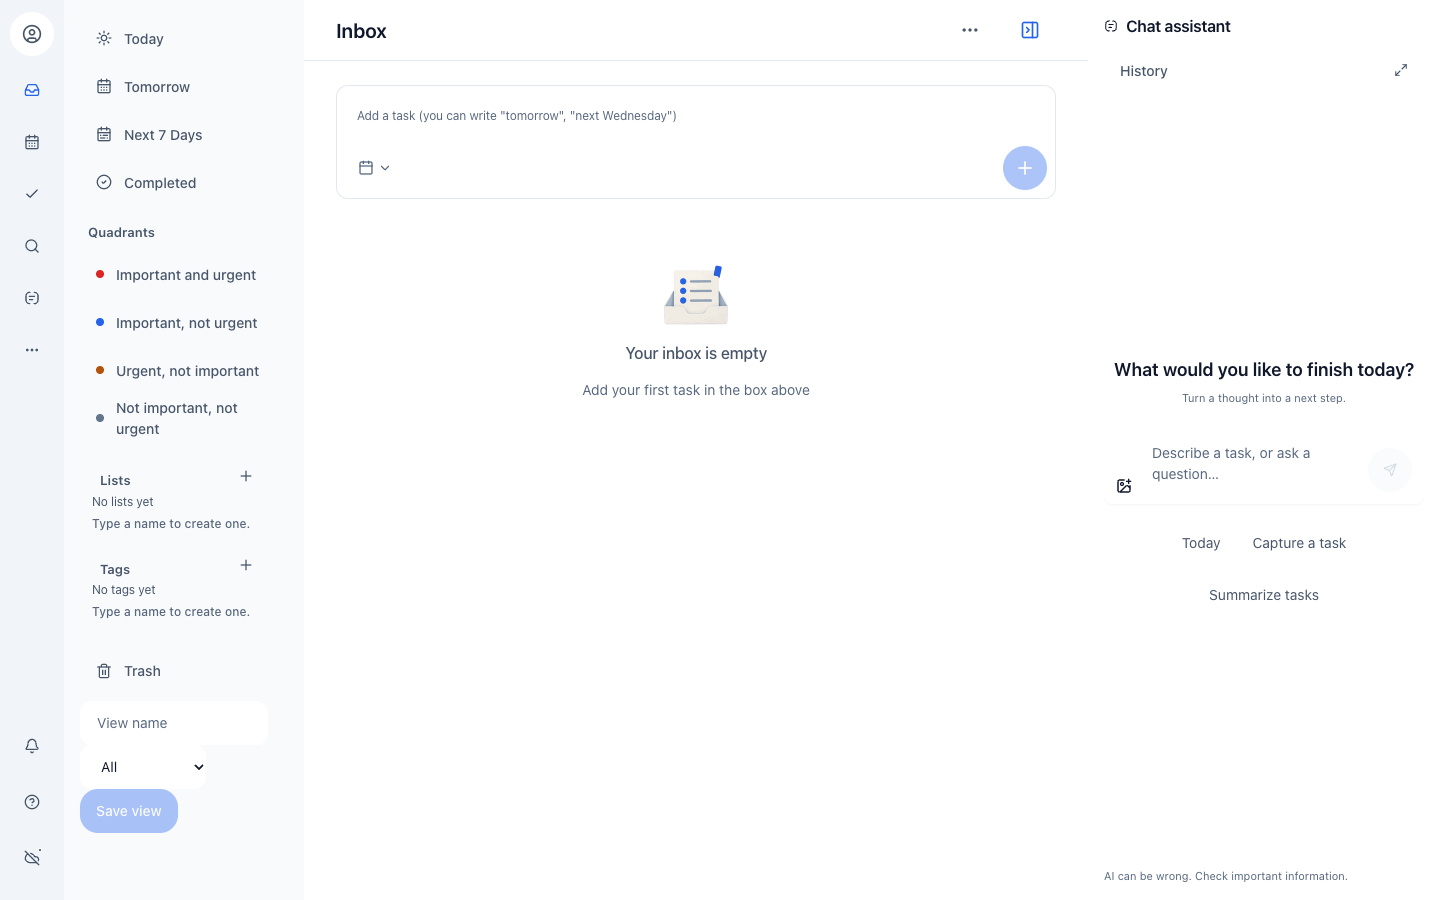 Today
Tomorrow
Next 7 Days
Completed
Quadrants
Important and urgent
Important, not urgent
Urgent, not important
Not important, not
urgent
Lists
No lists yet
Type a name to create one.
Tags
No tags yet
Type a name to create one.
Trash
View name
All
Save view
Inbox
Add a task (you can write "tomorrow", "next Wednesday")
Your inbox is empty
Add your first task in the box above
Chat assistant
History
What would you like to finish today?
Turn a thought into a next step.
Describe a task, or ask a
question...
Today
Capture a task
Summarize tasks
AI can be wrong. Check important information.